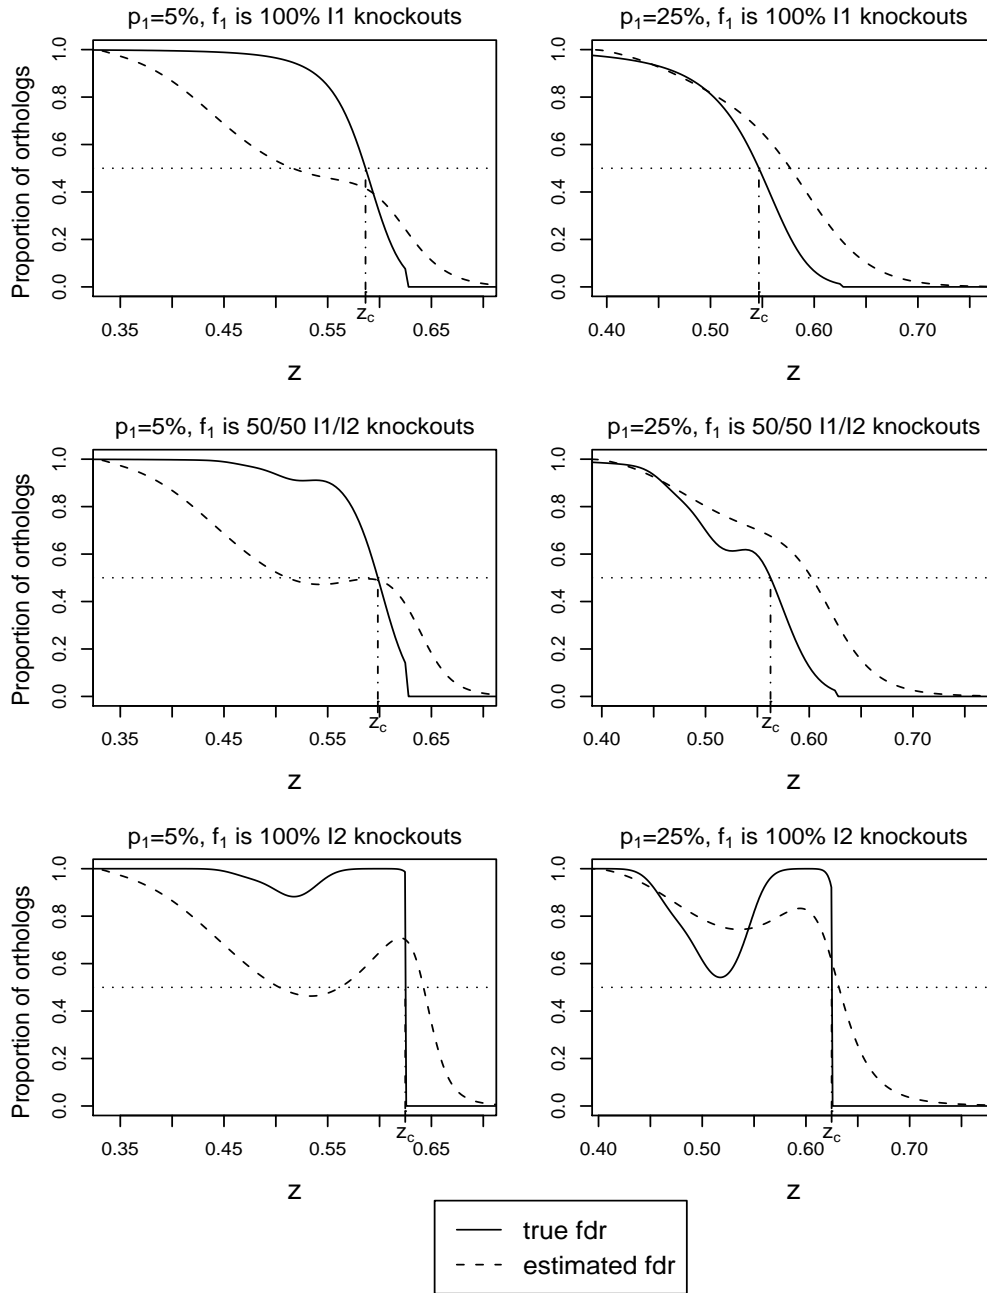 p₁=5%, f₁ is 100% I1 knockouts
Proportion of orthologs
1.0
0.8
0.6
0.4
0.2
0.0
z_c
0.35 0.45 0.55 0.65
z
p₁=25%, f₁ is 100% I1 knockouts
1.0
0.8
0.6
0.4
0.2
0.0
z_c
0.40 0.50 0.60 0.70
z
p₁=5%, f₁ is 50/50 I1/I2 knockouts
Proportion of orthologs
1.0
0.8
0.6
0.4
0.2
0.0
z_c
0.35 0.45 0.55 0.65
z
p₁=25%, f₁ is 50/50 I1/I2 knockouts
1.0
0.8
0.6
0.4
0.2
0.0
z_c
0.40 0.50 0.60 0.70
z
p₁=5%, f₁ is 100% I2 knockouts
Proportion of orthologs
1.0
0.8
0.6
0.4
0.2
0.0
z_c
0.35 0.45 0.55 0.65
z
p₁=25%, f₁ is 100% I2 knockouts
1.0
0.8
0.6
0.4
0.2
0.0
z_c
0.40 0.50 0.60 0.70
z
true fdr
estimated fdr